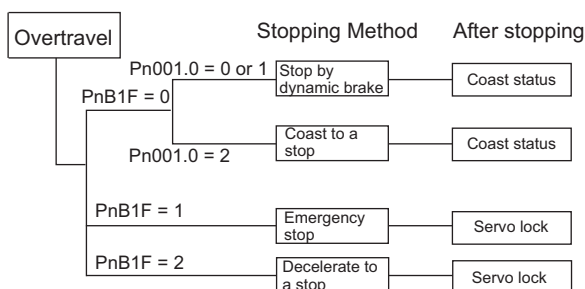 Overtravel
Stopping Method
After stopping
Pn001.0 = 0 or 1
Stop by
dynamic brake
Coast status
PnB1F = 0
Coast to a
stop
Coast status
Pn001.0 = 2
PnB1F = 1
Emergency
stop
Servo lock
PnB1F = 2
Decelerate to
a stop
Servo lock